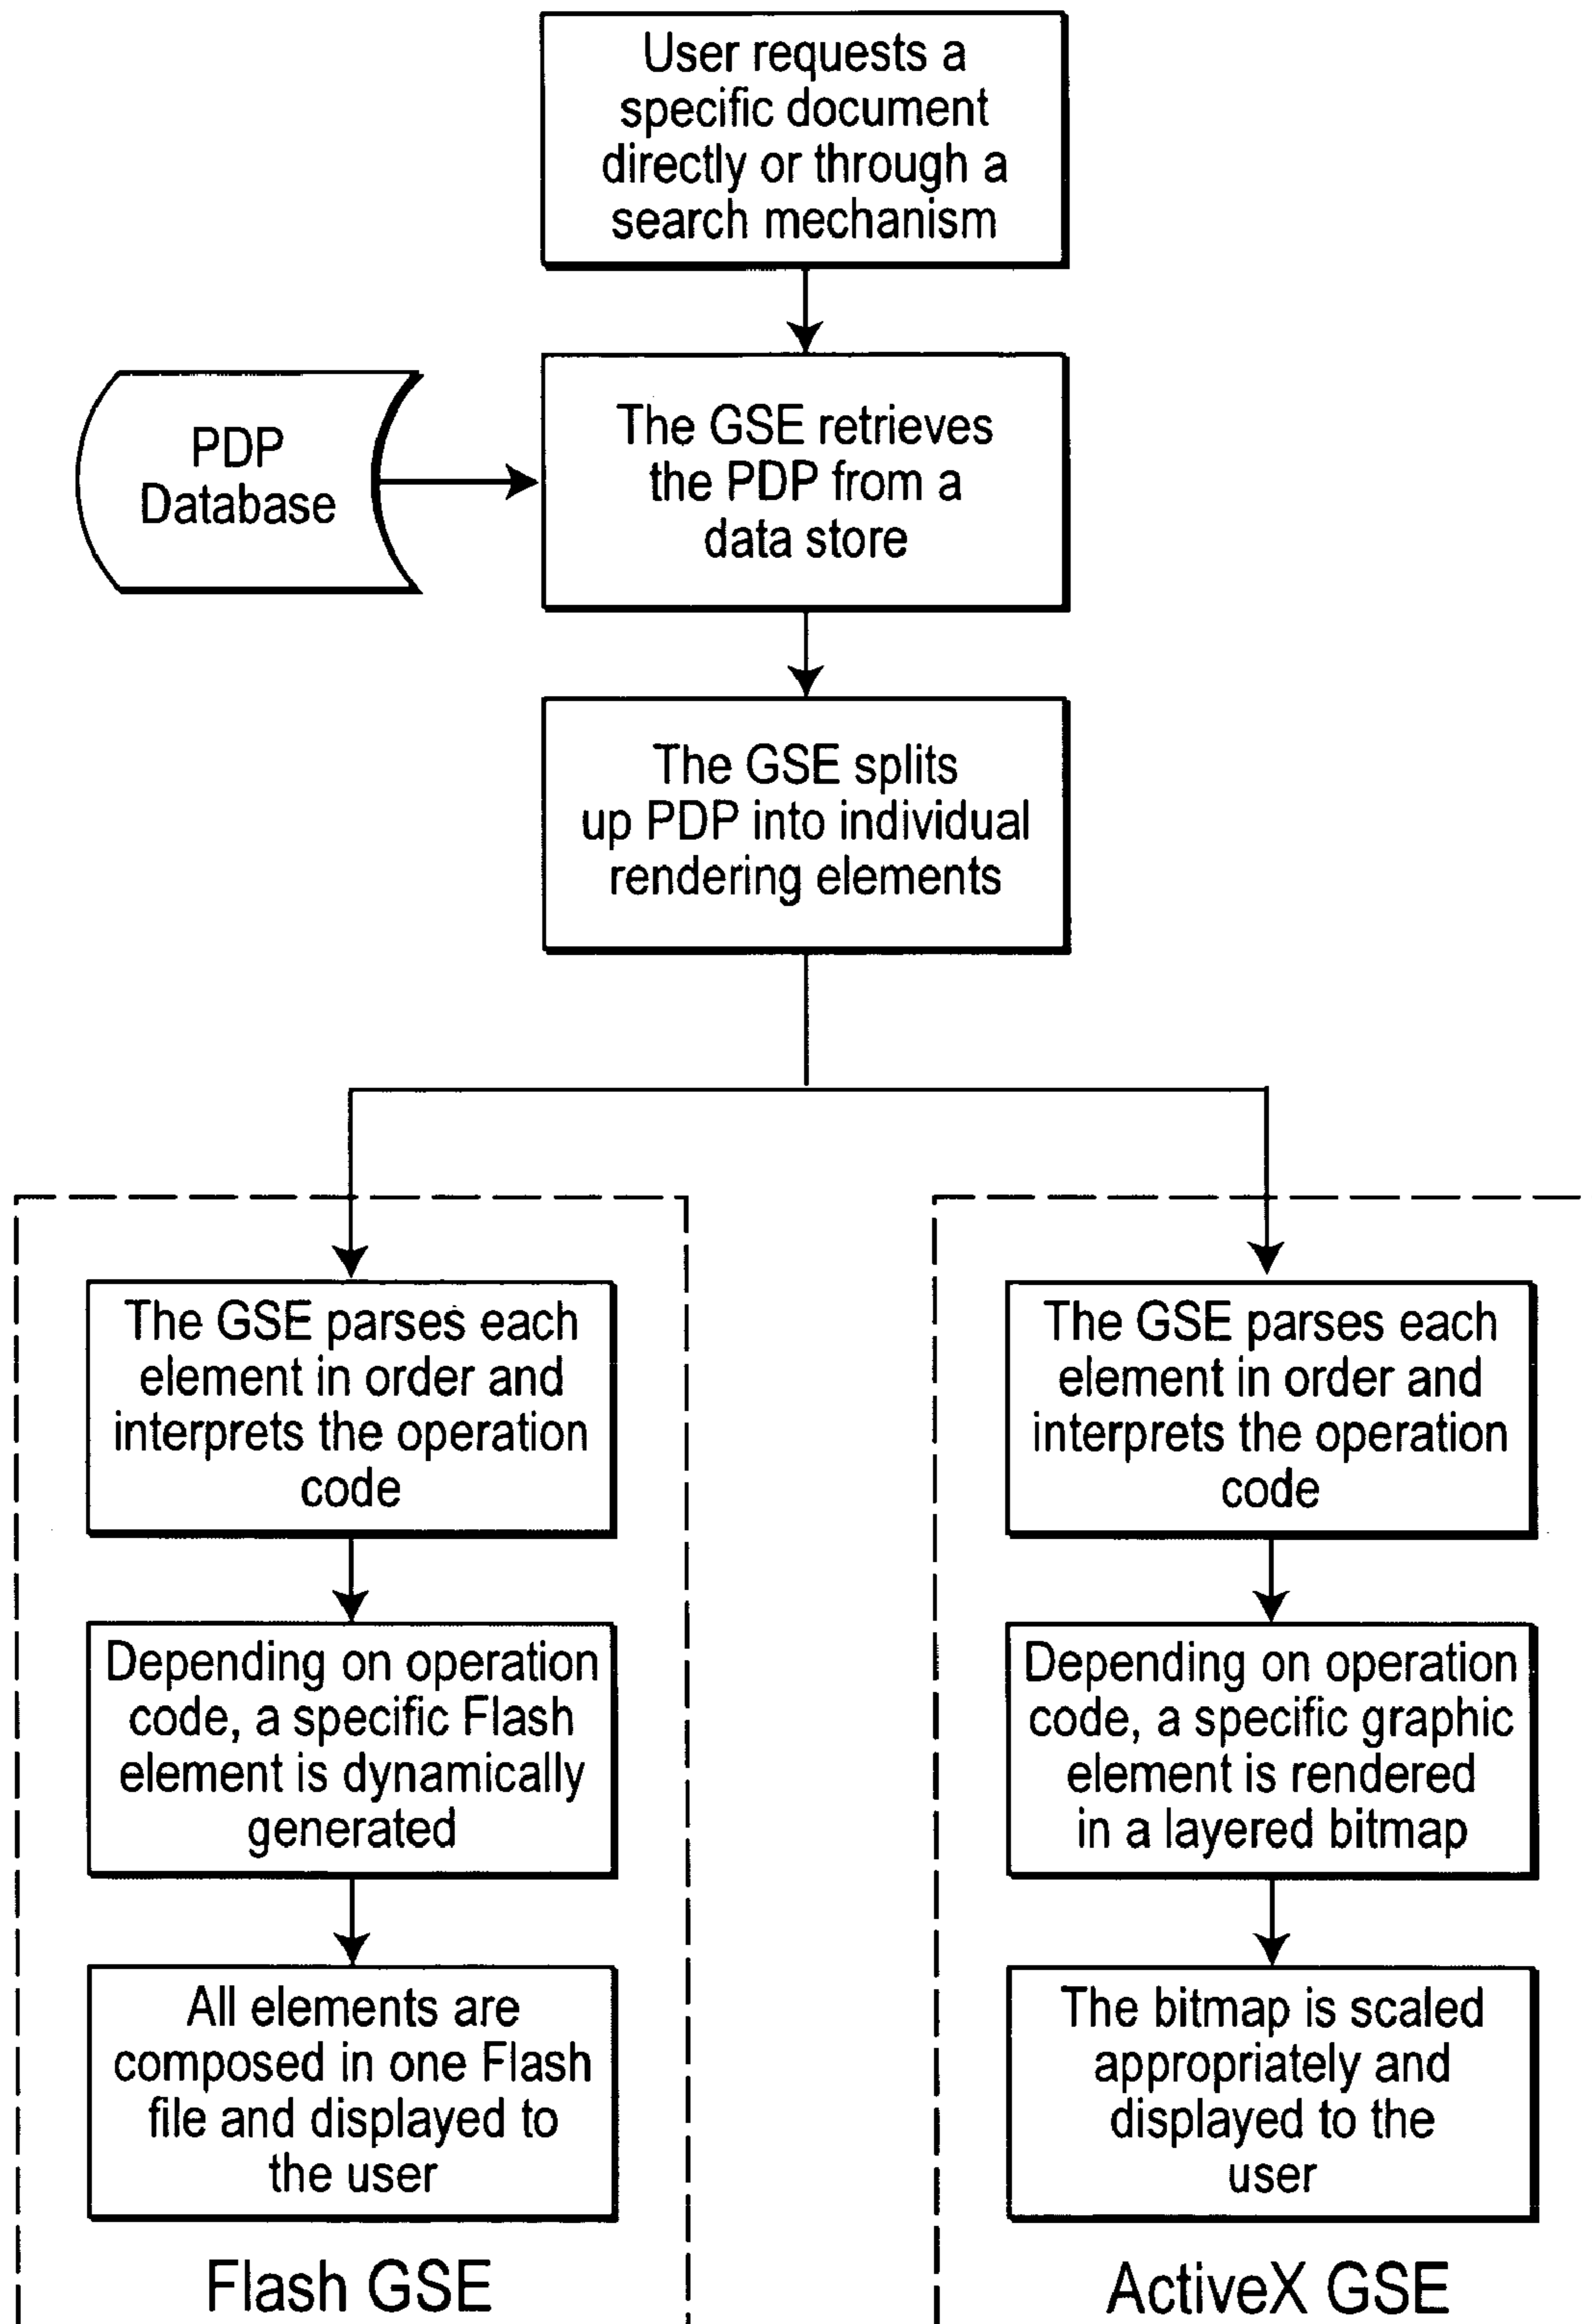 User requests a
specific document
directly or through a
search mechanism
PDP
Database
The GSE retrieves
the PDP from a
data store
The GSE splits
up PDP into individual
rendering elements
The GSE parses each
element in order and
interprets the operation
code
Depending on operation
code, a specific Flash
element is dynamically
generated
All elements are
composed in one Flash
file and displayed to
the user
Flash GSE
The GSE parses each
element in order and
interprets the operation
code
Depending on operation
code, a specific graphic
element is rendered
in a layered bitmap
The bitmap is scaled
appropriately and
displayed to the
user
ActiveX GSE